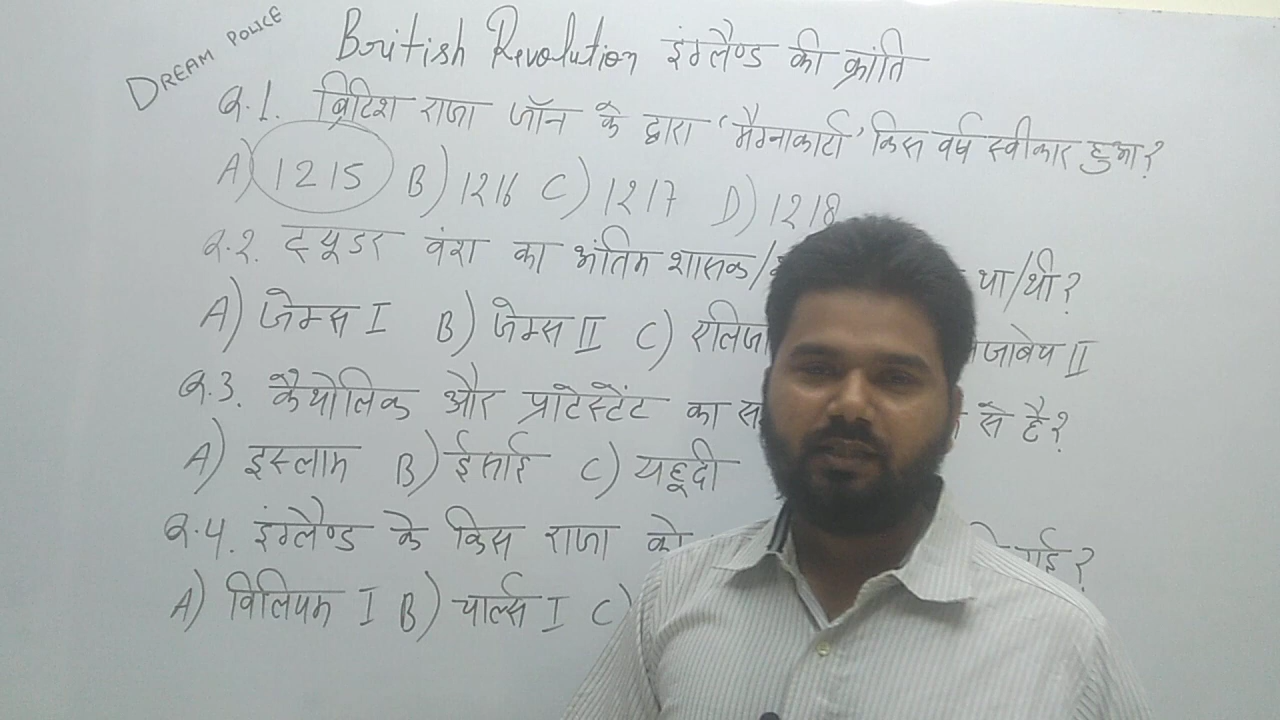 DREAM POLICE
British Revolution इंग्लैण्ड की क्रांति
Q.1. ब्रिटिश राजा जॉन के द्वारा 'मैग्नाकार्टा' किस वर्ष स्वीकार हुआ?
A) 1215 B) 1216 C) 1217 D) 1218
Q.2. ट्यूडर वंश का अंतिम शासक/ था/थी?
A) जेम्स I B) जेम्स II C) एलिज जाबेथ II
Q.3. कैथोलिक और प्रोटेस्टेंट का स से है?
A) इस्लाम B) ईसाई C) यहूदी
Q.4. इंग्लैण्ड के किस राजा को गई?
A) विलियम I B) चार्ल्स I C)